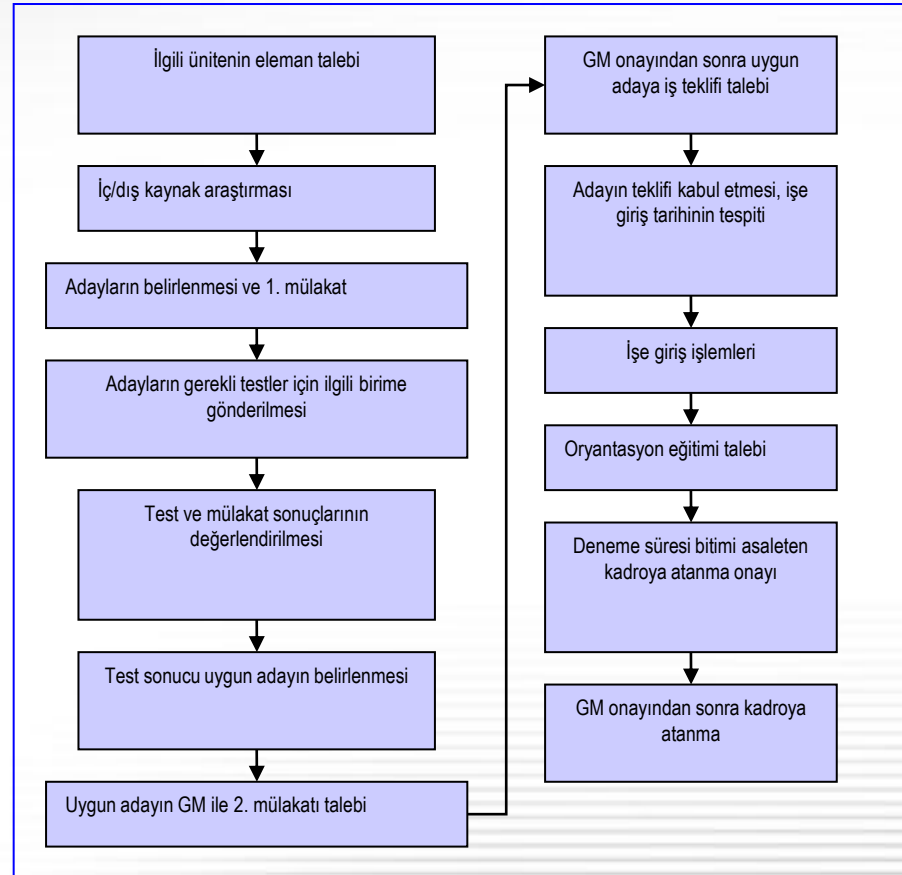 İlgili ünitenin eleman talebi
İç/dış kaynak araştırması
Adayların belirlenmesi ve 1. mülakat
Adayların gerekli testler için ilgili birime
gönderilmesi
Test ve mülakat sonuçlarının
değerlendirilmesi
Test sonucu uygun adayın belirlenmesi
Uygun adayın GM ile 2. mülakatı talebi
GM onayından sonra uygun
adaya iş teklifi talebi
Adayın teklifi kabul etmesi, işe
giriş tarihinin tespiti
İşe giriş işlemleri
Oryantasyon eğitimi talebi
Deneme süresi bitimi asaleten
kadroya atanma onayı
GM onayından sonra kadroya
atanma